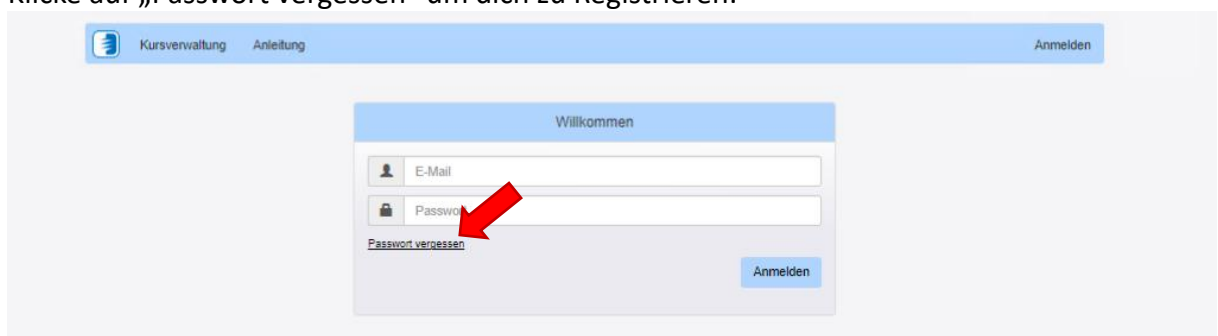 Klicke auf „Passwort vergessen“ um dich zu Registrieren.
Kursverwaltung Anleitung Anmelden
Willkommen
E-Mail
Passwort vergessen
Anmelden